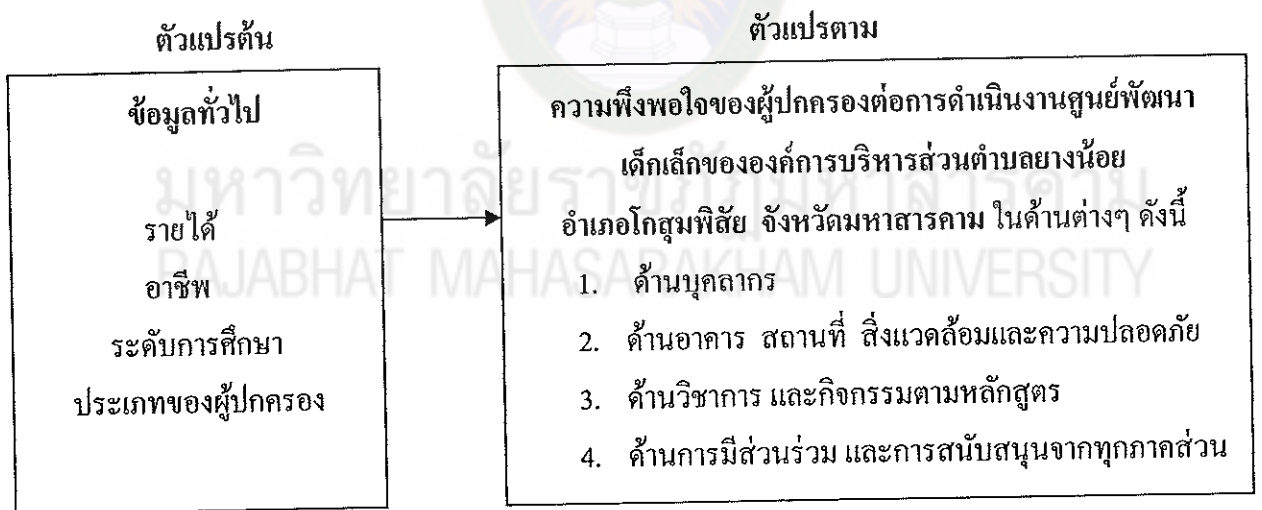 ตัวแปรต้น
ข้อมูลทั่วไป
รายได้
อาชีพ
ระดับการศึกษา
ประเภทของผู้ปกครอง
ตัวแปรตาม
ความพึงพอใจของผู้ปกครองต่อการดำเนินงานศูนย์พัฒนา
เด็กเล็กขององค์การบริหารส่วนตำบลยางน้อย
อำเภอโกสุมพิสัย จังหวัดมหาสารคาม ในด้านต่างๆ ดังนี้
1. ด้านบุคลากร
2. ด้านอาคาร สถานที่ สิ่งแวดล้อมและความปลอดภัย
3. ด้านวิชาการ และกิจกรรมตามหลักสูตร
4. ด้านการมีส่วนร่วม และการสนับสนุนจากทุกภาคส่วน
มหาวิทยาลัยราชภัฏมหาสารคาม
RAJABHAT MAHASARAKHAM UNIVERSITY